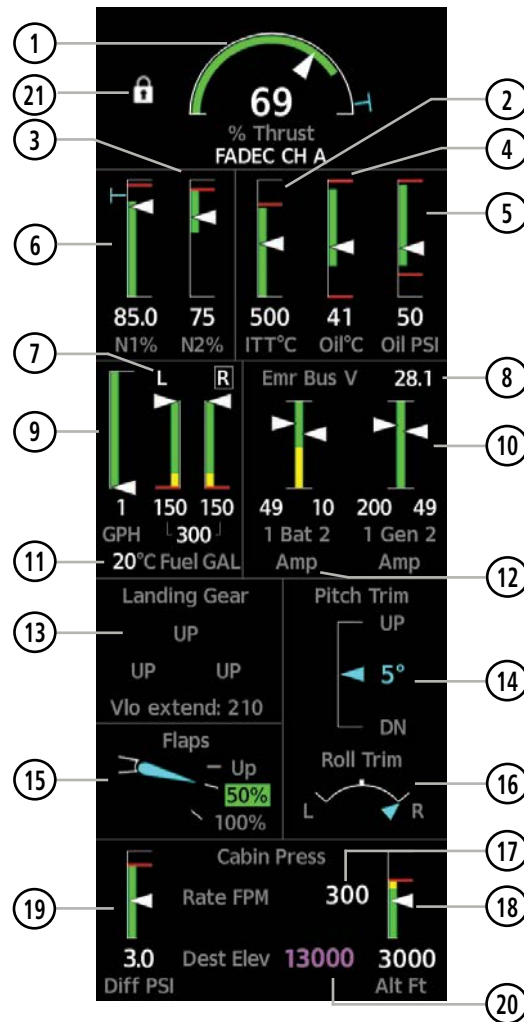 1
21
69
% Thrust
FADEC CH A
2
3
4
5
6
85.0 75 500 41 50
N1% N2% ITT°C Oil°C Oil PSI
7
L R
Emr Bus V 28.1
8
9
10
1 150 150
GPH 300
49 10 200 49
1 Bat 2 1 Gen 2
11
20°C Fuel GAL
Amp Amp
12
Landing Gear
13
UP
UP UP
Vlo extend: 210
Pitch Trim
UP
5°
14
DN
Flaps
15
Up
50%
100%
Roll Trim
L R
16
Cabin Press
17
Rate FPM 300
18
19
3.0 Dest Elev 13000 3000
Diff PSI Alt Ft
20